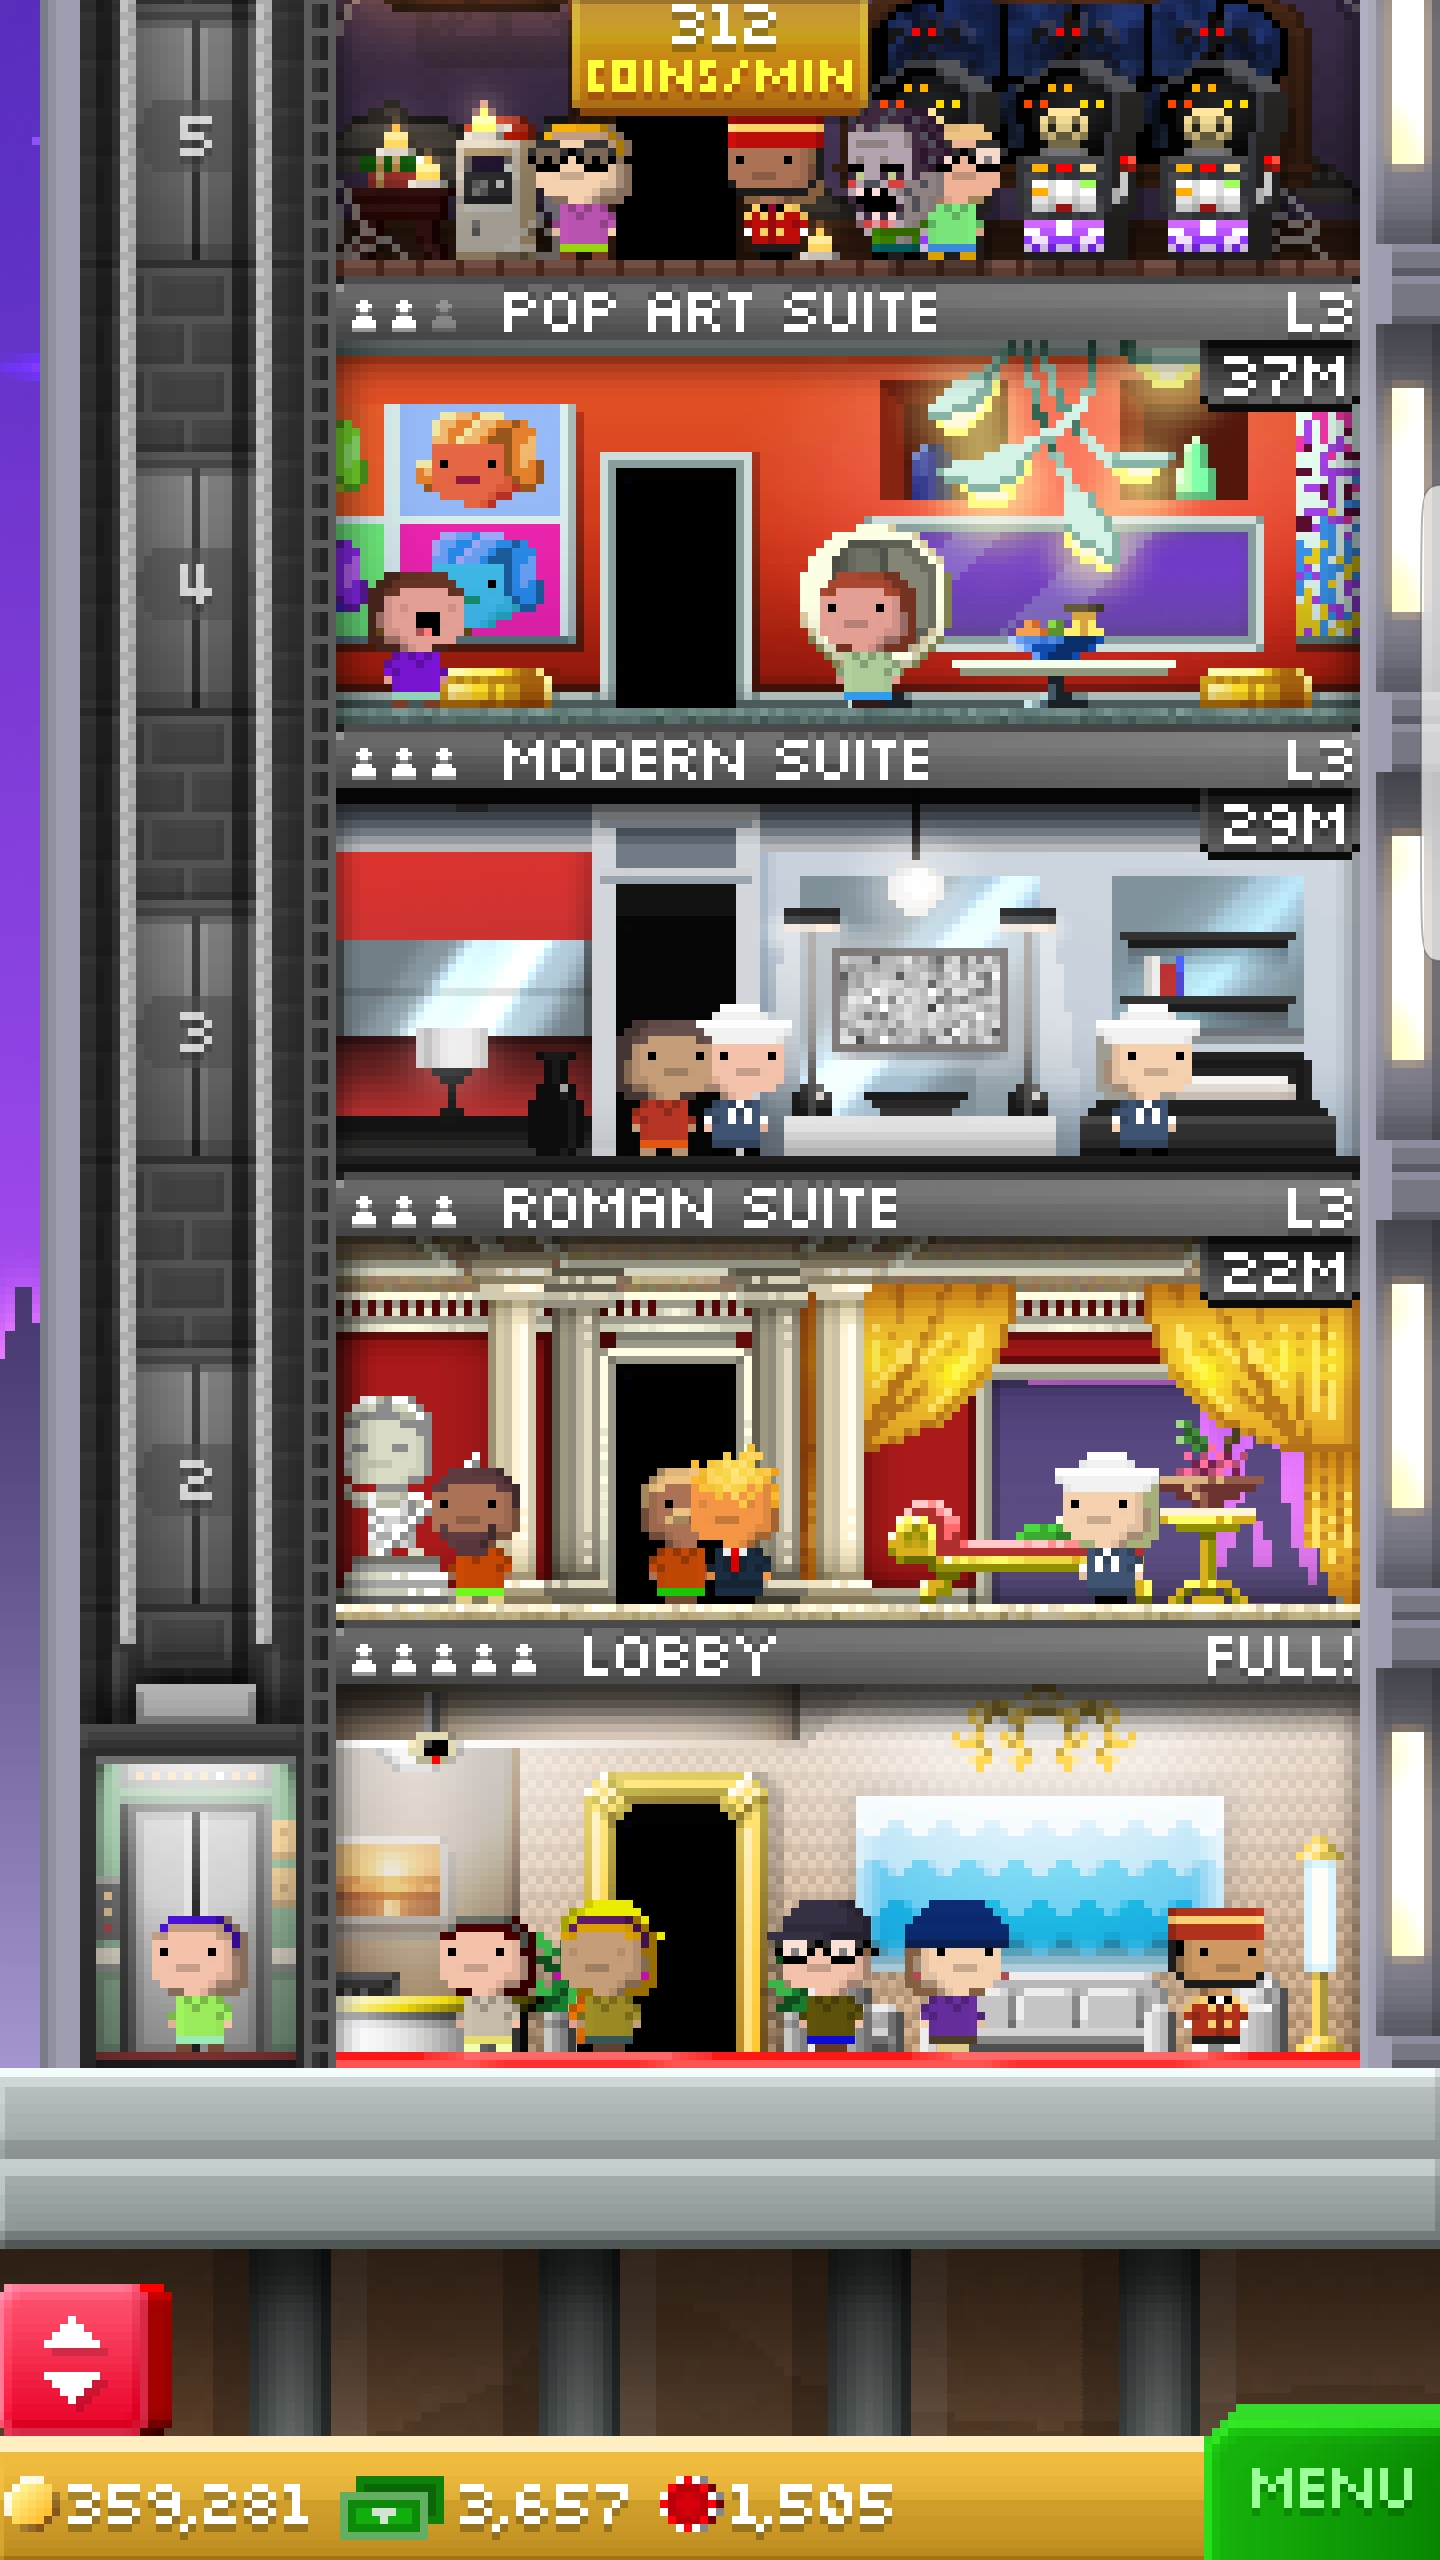 312
COINS/MIN
5
POP ART SUITE L3
37M
4
MODERN SUITE L3
29M
3
ROMAN SUITE L3
22M
2
LOBBY FULL!
359,281 3,657 1,505
MENU